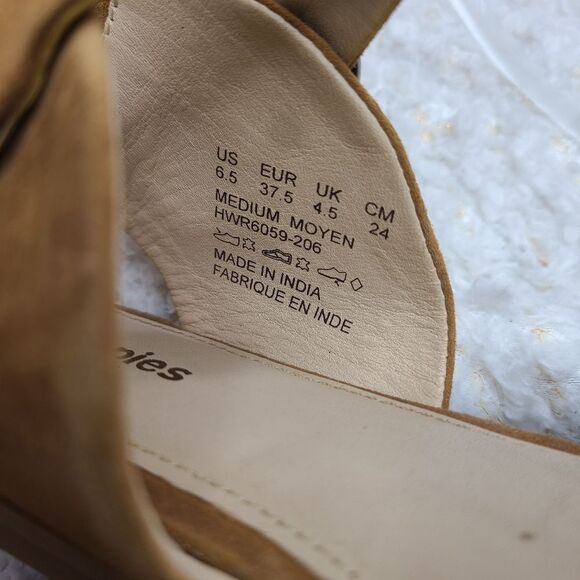 US EUR UK CM
6.5 37.5 4.5 24
MEDIUM MOYEN
HWR6059-206
MADE IN INDIA
FABRIQUE EN INDE
pies